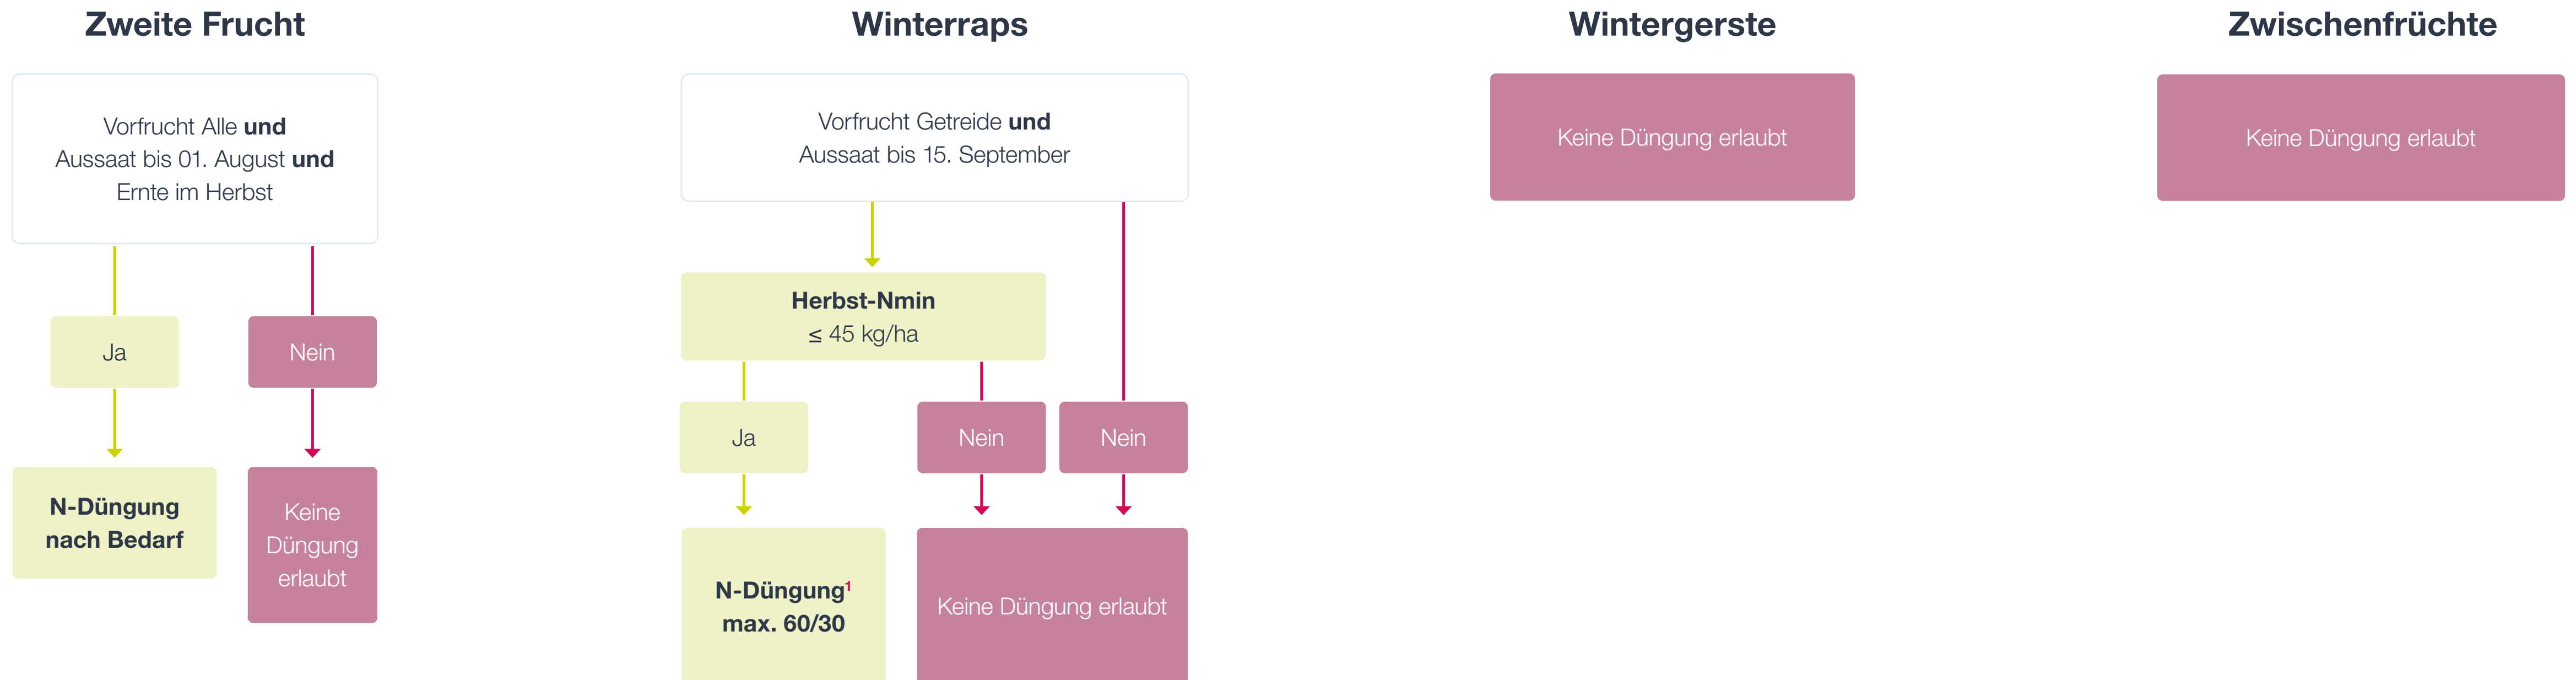 Zweite Frucht
Vorfrucht Alle und
Aussaat bis 01. August und
Ernte im Herbst
Ja
Nein
N-Düngung
nach Bedarf
Keine
Düngung
erlaubt
Winterraps
Vorfrucht Getreide und
Aussaat bis 15. September
Herbst-Nmin
≤ 45 kg/ha
Ja
Nein
Nein
N-Düngung¹
max. 60/30
Keine Düngung erlaubt
Wintergerste
Keine Düngung erlaubt
Zwischenfrüchte
Keine Düngung erlaubt